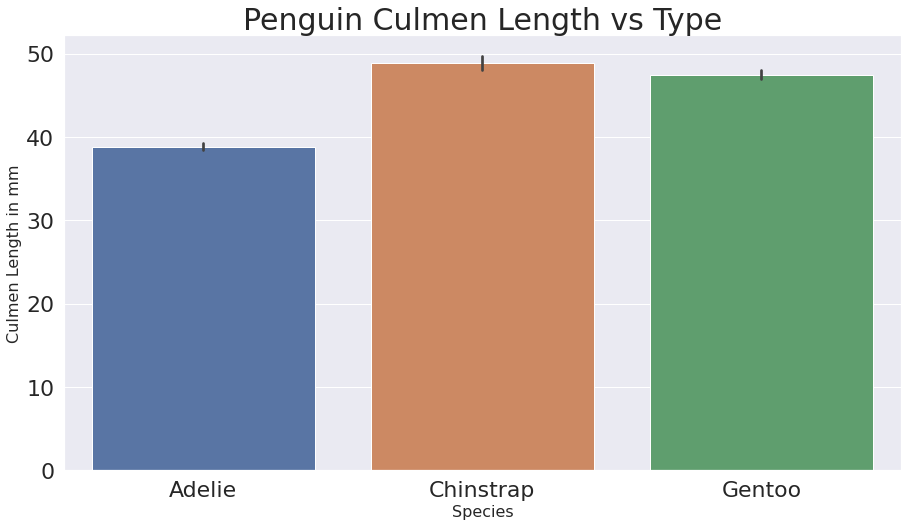 Penguin Culmen Length vs Type
Culmen Length in mm
50
40
30
20
10
0
Adelie
Chinstrap
Gentoo
Species